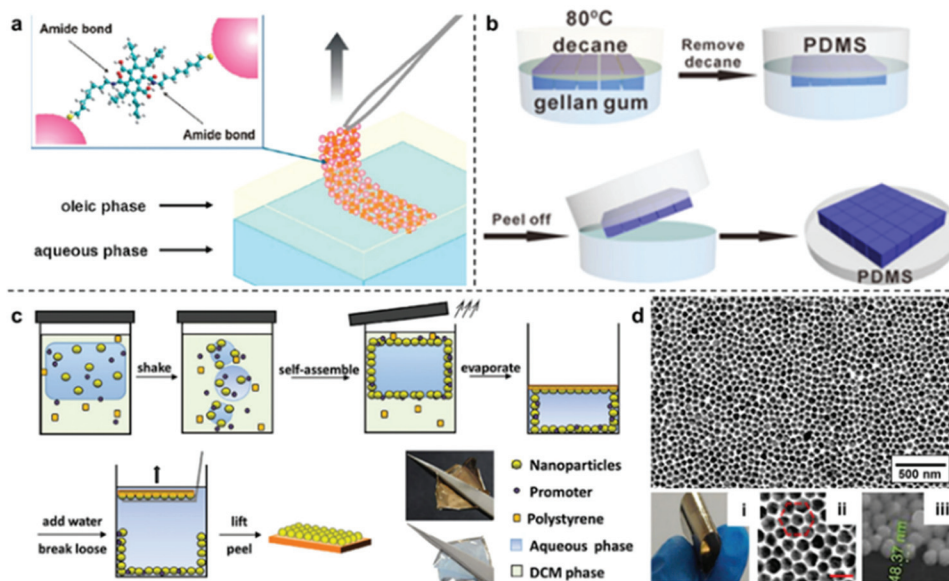 a
Amide bond
Amide bond
oleic phase
aqueous phase
b
80°C
decane
gellan gum
Remove
decane
PDMS
Peel off
PDMS
c
shake
self-assemble
evaporate
add water
break loose
lift
peel
Nanoparticles
Promoter
Polystyrene
Aqueous phase
DCM phase
d
500 nm
i
ii
iii
48.37 nm